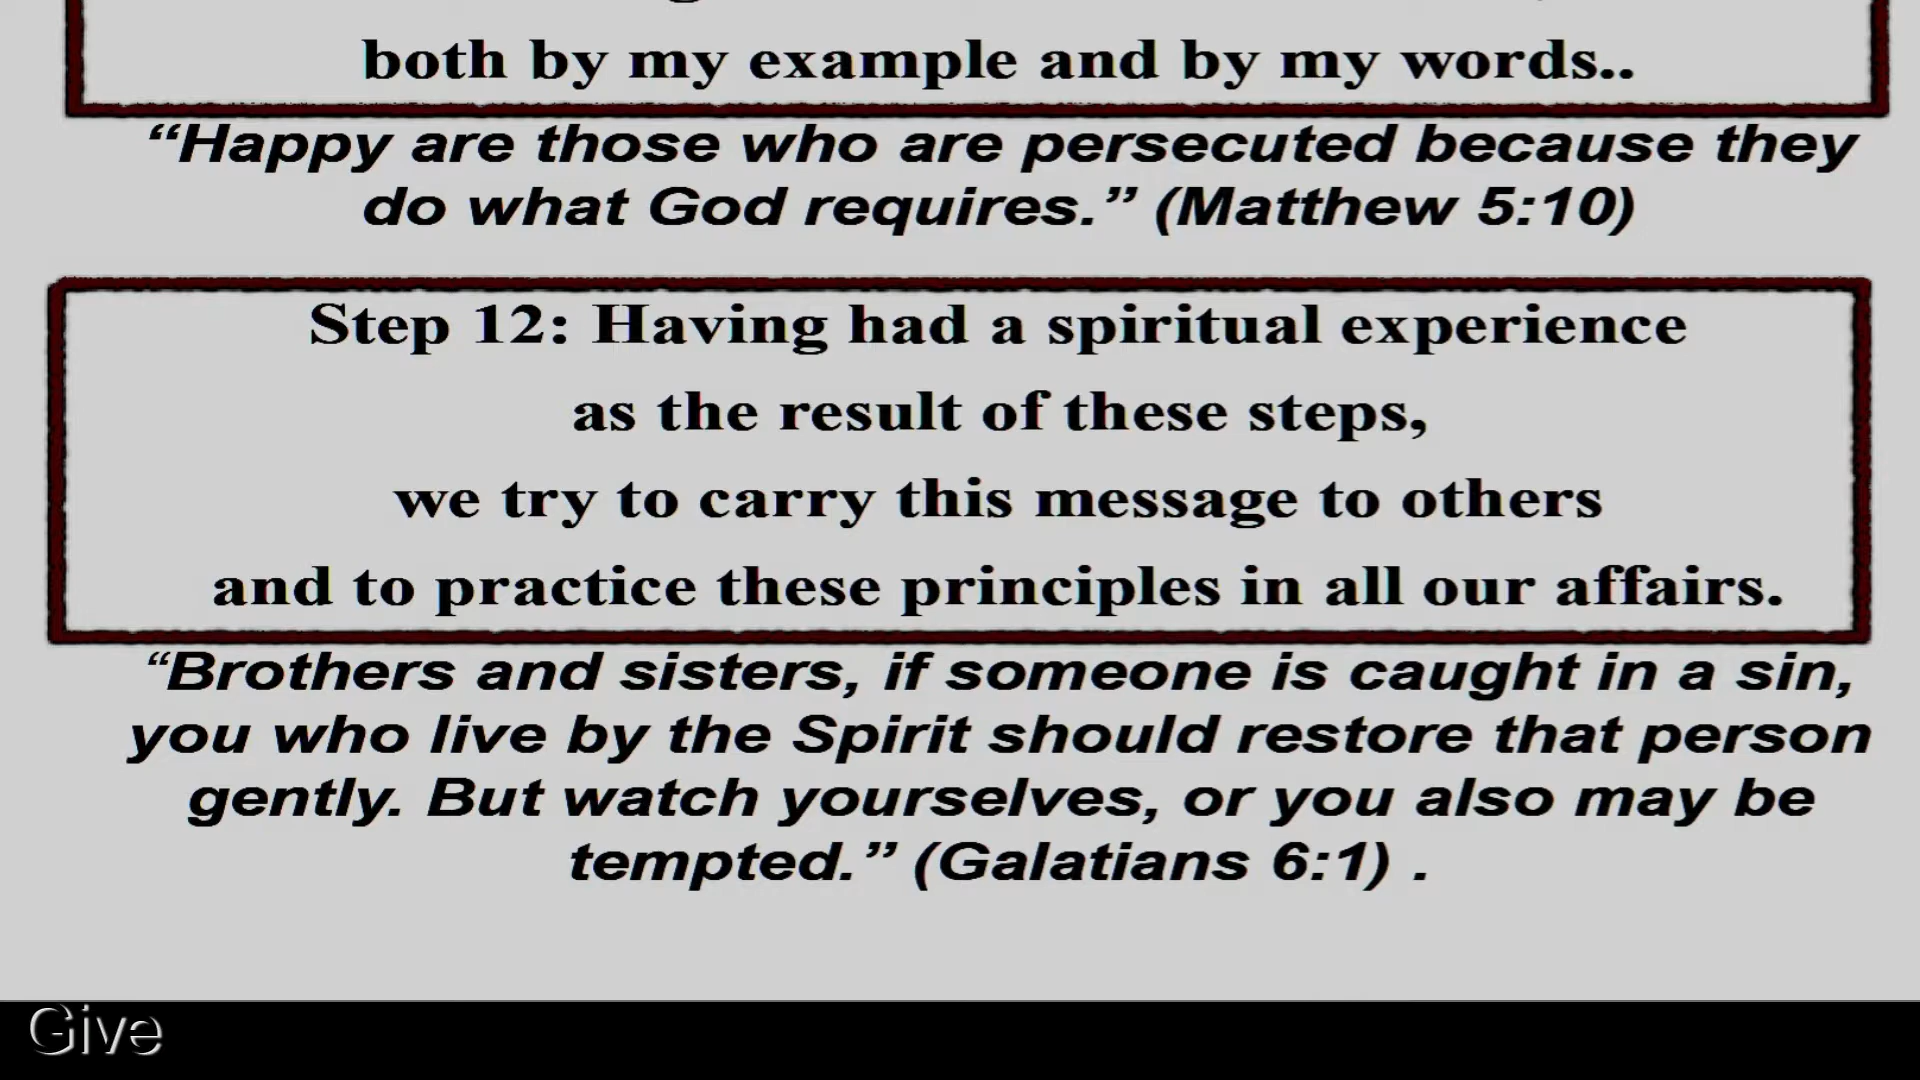 both by my example and by my words..
“Happy are those who are persecuted because they
do what God requires.” (Matthew 5:10)
Step 12: Having had a spiritual experience
as the result of these steps,
we try to carry this message to others
and to practice these principles in all our affairs.
“Brothers and sisters, if someone is caught in a sin,
you who live by the Spirit should restore that person
gently. But watch yourselves, or you also may be
tempted.” (Galatians 6:1) .
Give